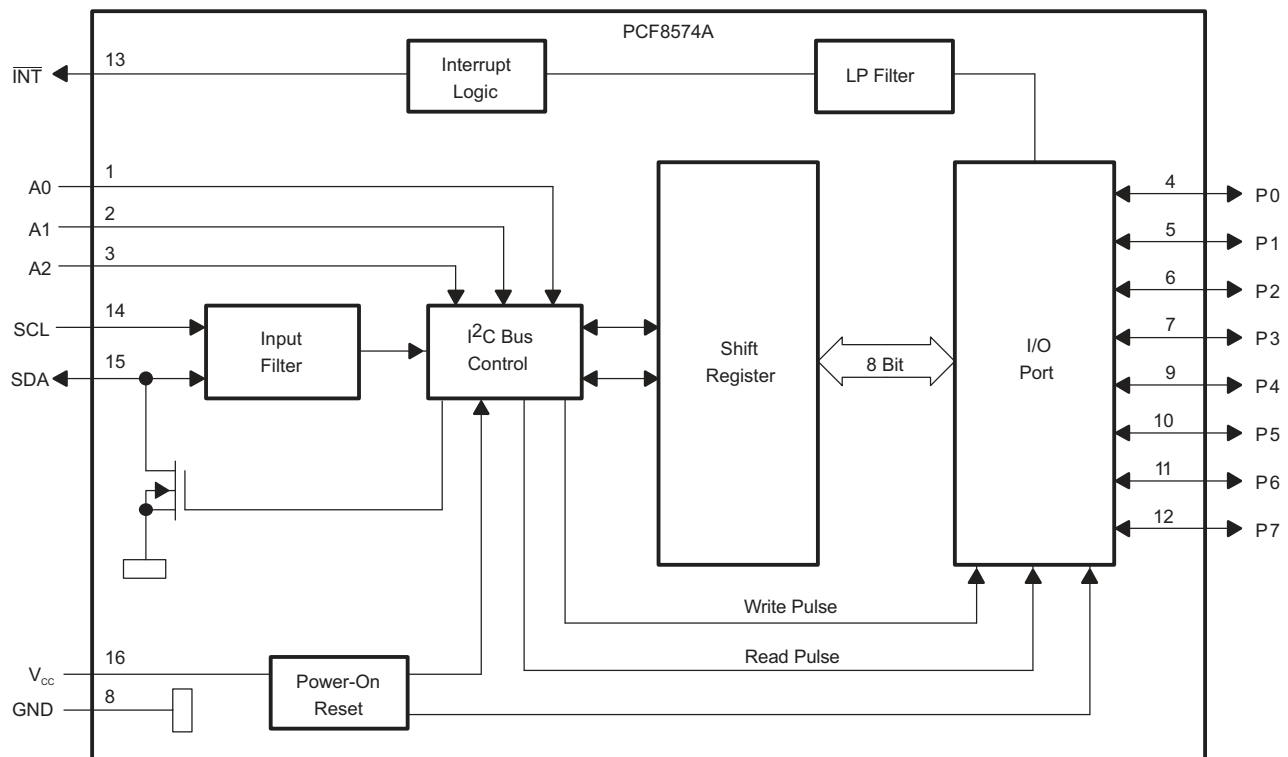 PCF8574A
INT
13
Interrupt
Logic
LP Filter
A0
1
A1
2
A2
3
SCL
14
SDA
15
Input
Filter
I²C Bus
Control
Shift
Register
8 Bit
I/O
Port
4
P0
5
P1
6
P2
7
P3
9
P4
10
P5
11
P6
12
P7
Write Pulse
Read Pulse
VCC
16
GND
8
Power-On
Reset